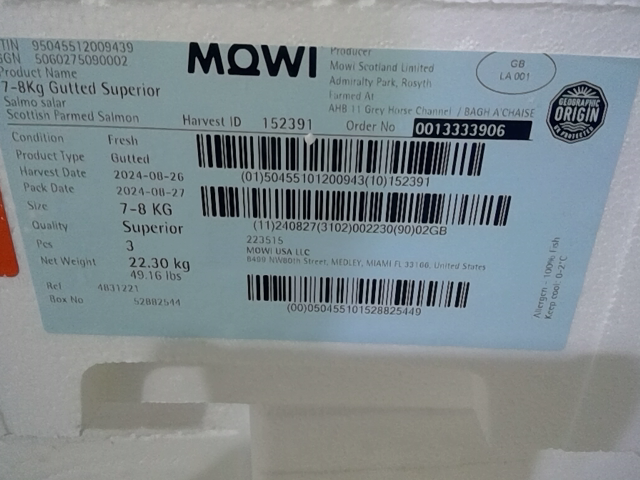 TIN 95045512009439
GGN 5060275090002
Product Name
7-8Kg Gutted Superior
Salmo salar
Scottish Farmed Salmon
MOWI
Producer
Mowi Scotland Limited
Admiralty Park, Rosyth
Farmed At
AHB 11 Grey Horse Channel / BAGH A'CHAISE
GB
LA 001
GEOGRAPHIC
ORIGIN
IS PROTECTED
Harvest ID 152391 Order No 0013333906
Condition Fresh
Product Type Gutted
Harvest Date 2024-08-26
Pack Date 2024-08-27
Size 7-8 KG
Quality Superior
Pcs 3
Net Weight 22.30 kg
49.16 lbs
Ref 4831221
Box No 52882544
(01)50455101200943(10)152391
(11)240827(3102)002230(90)02GB
223515
MOWI USA LLC
8499 NW80th Street, MEDLEY, MIAMI FL 33166, United States
(00)050455101528825449
Allergen - 100% Fish
Keep cool: 0-2°C